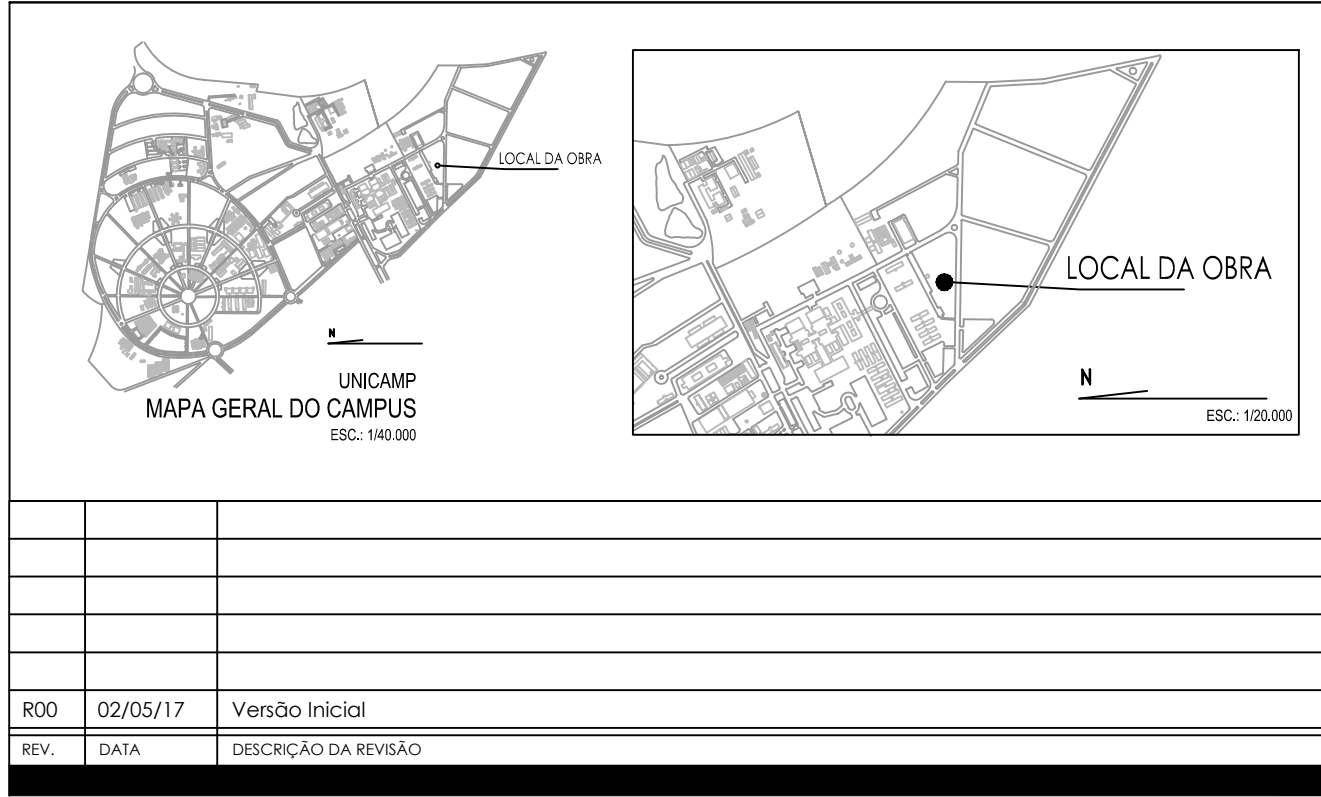 LOCAL DA OBRA
N
UNICAMP
MAPA GERAL DO CAMPUS
ESC.: 1/40.000
LOCAL DA OBRA
N
ESC.: 1/20.000
R00 02/05/17 Versão Inicial
REV. DATA DESCRIÇÃO DA REVISÃO